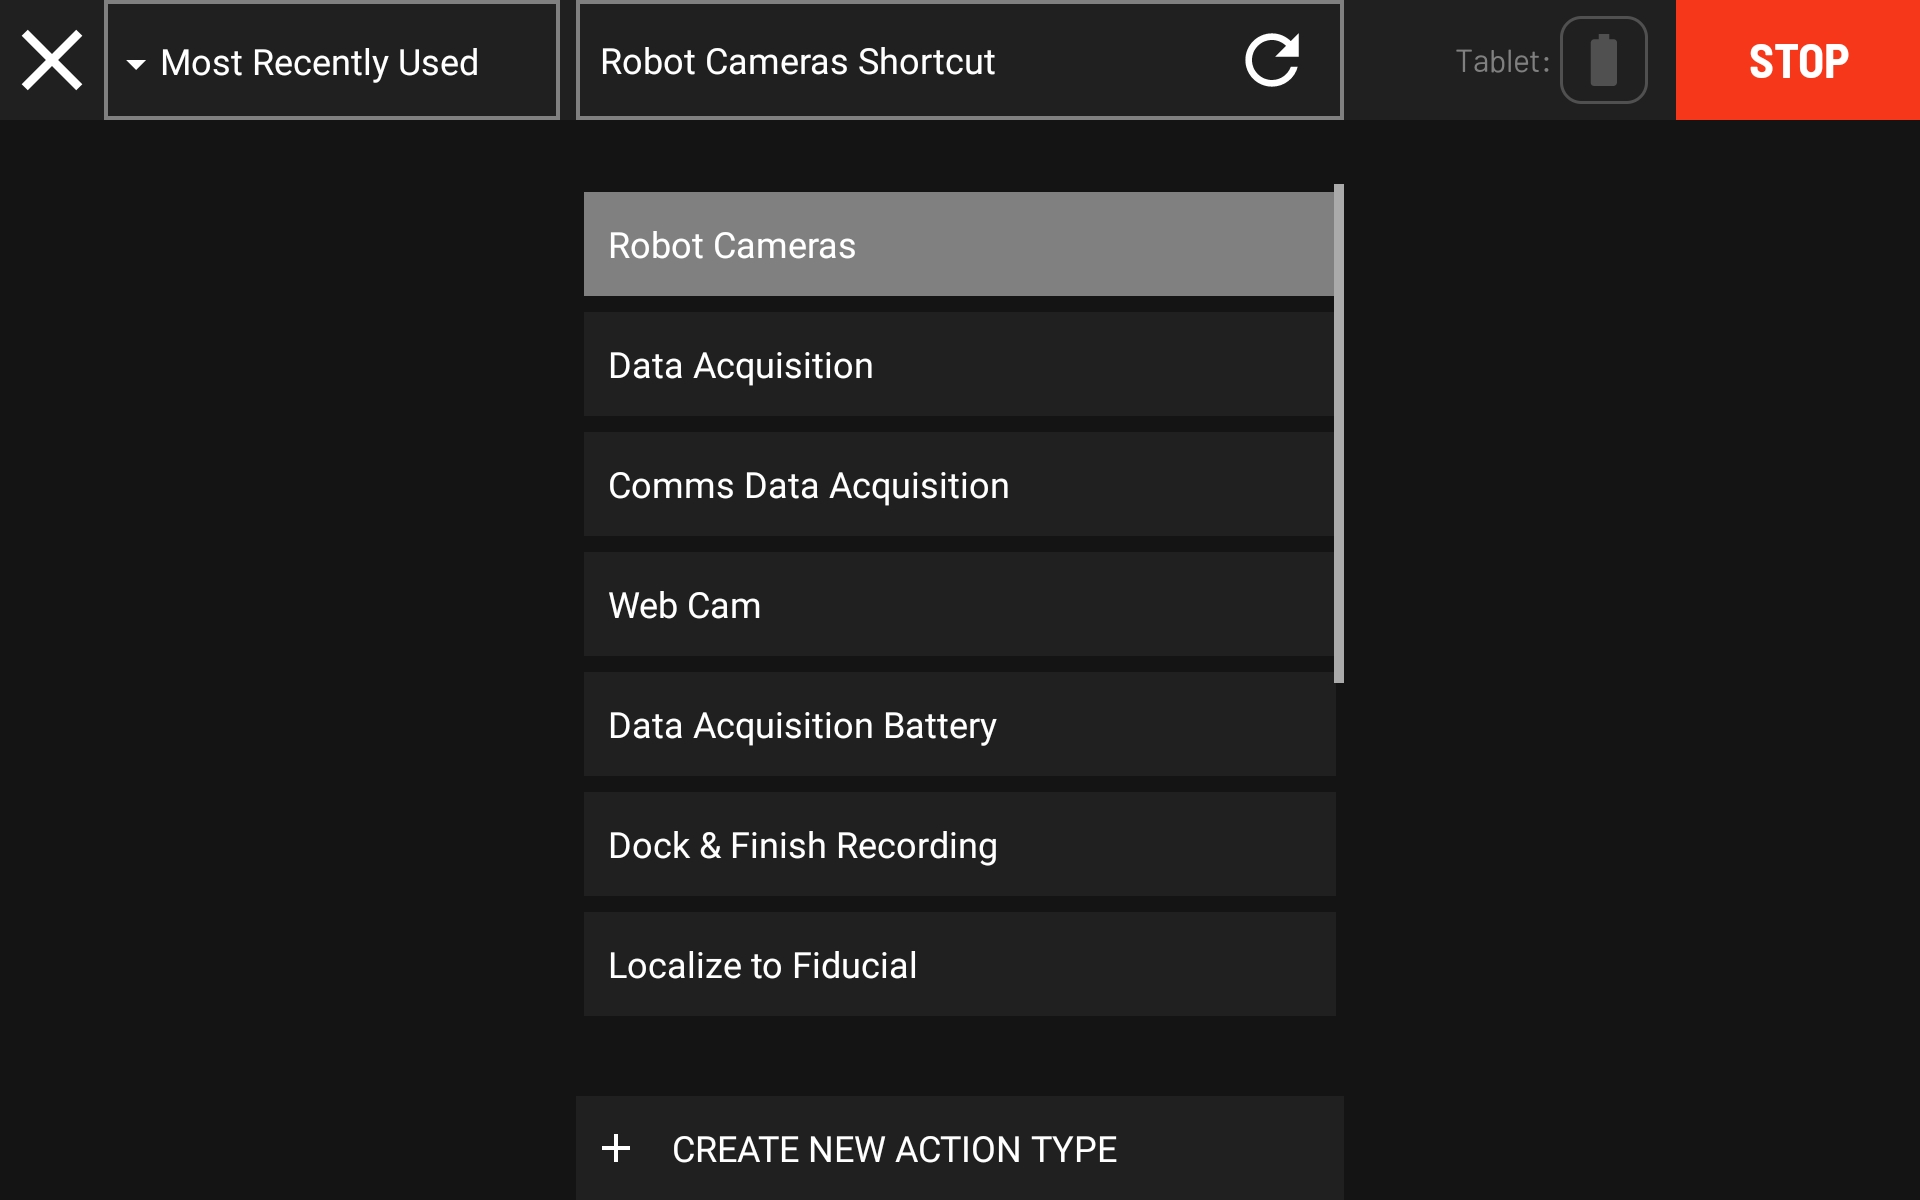 Most Recently Used
Robot Cameras Shortcut
Tablet:
STOP
Robot Cameras
Data Acquisition
Comms Data Acquisition
Web Cam
Data Acquisition Battery
Dock & Finish Recording
Localize to Fiducial
CREATE NEW ACTION TYPE